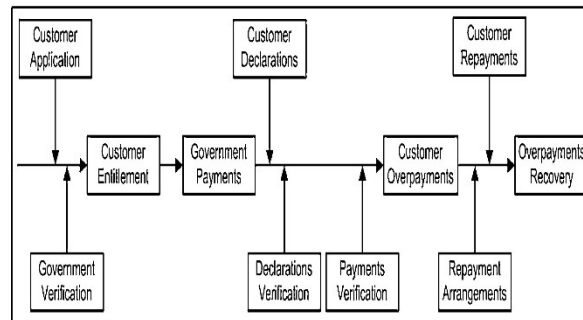 Customer
Application
Customer
Declarations
Customer
Repayments
Customer
Entitlement
Government
Payments
Customer
Overpayments
Overpayments
Recovery
Government
Verification
Declarations
Verification
Payments
Verification
Repayment
Arrangements